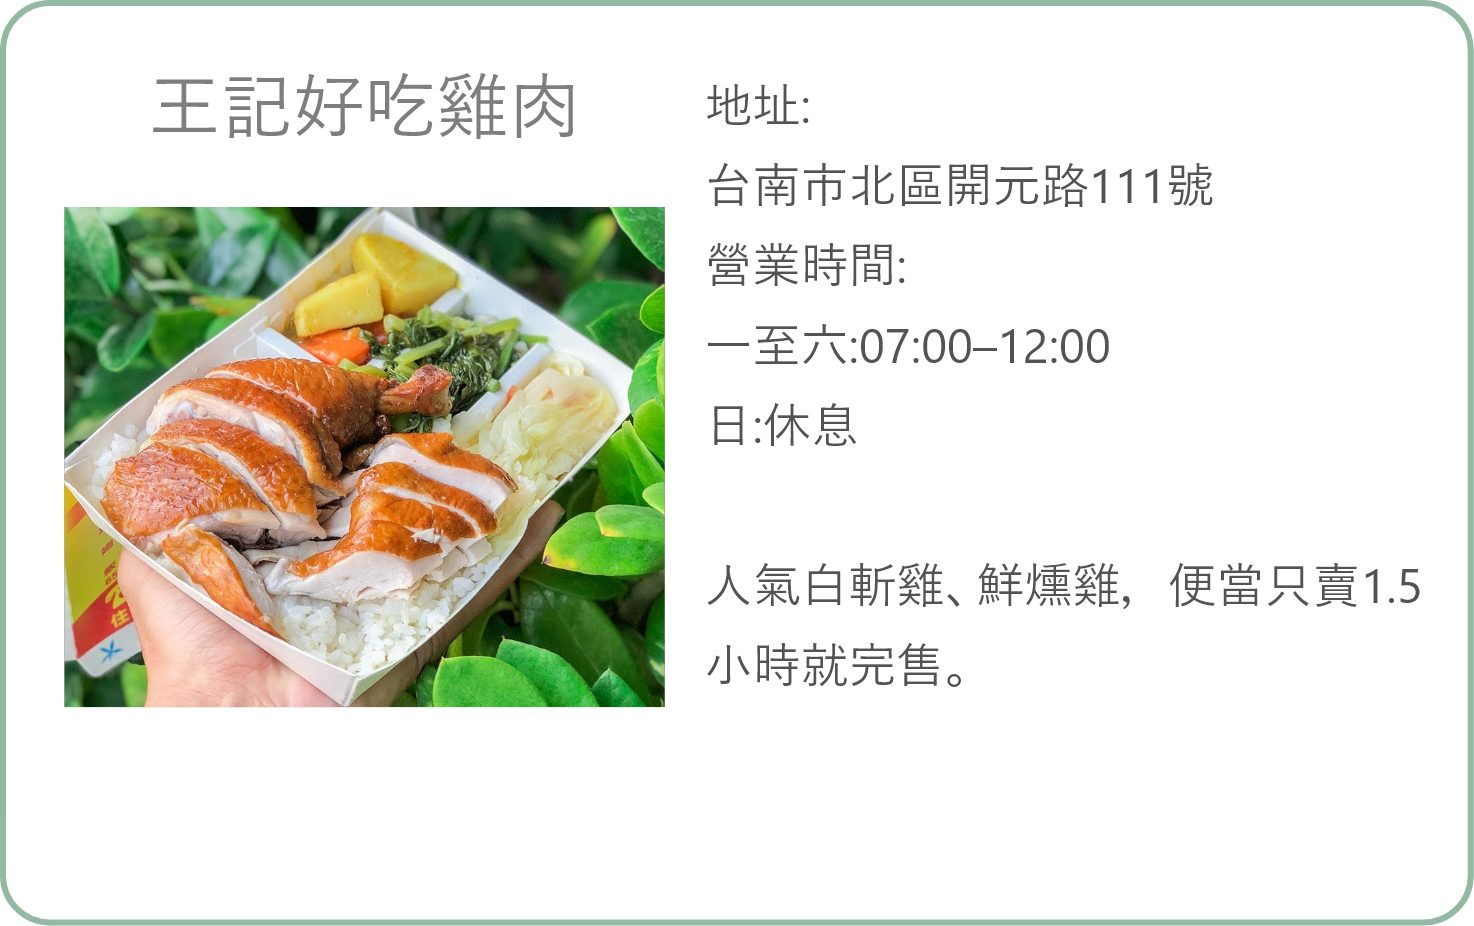 王記好吃雞肉
地址:
台南市北區開元路111號
營業時間:
一至六:07:00–12:00
日:休息
人氣白斬雞、鮮燻雞，便當只賣1.5
小時就完售。
住